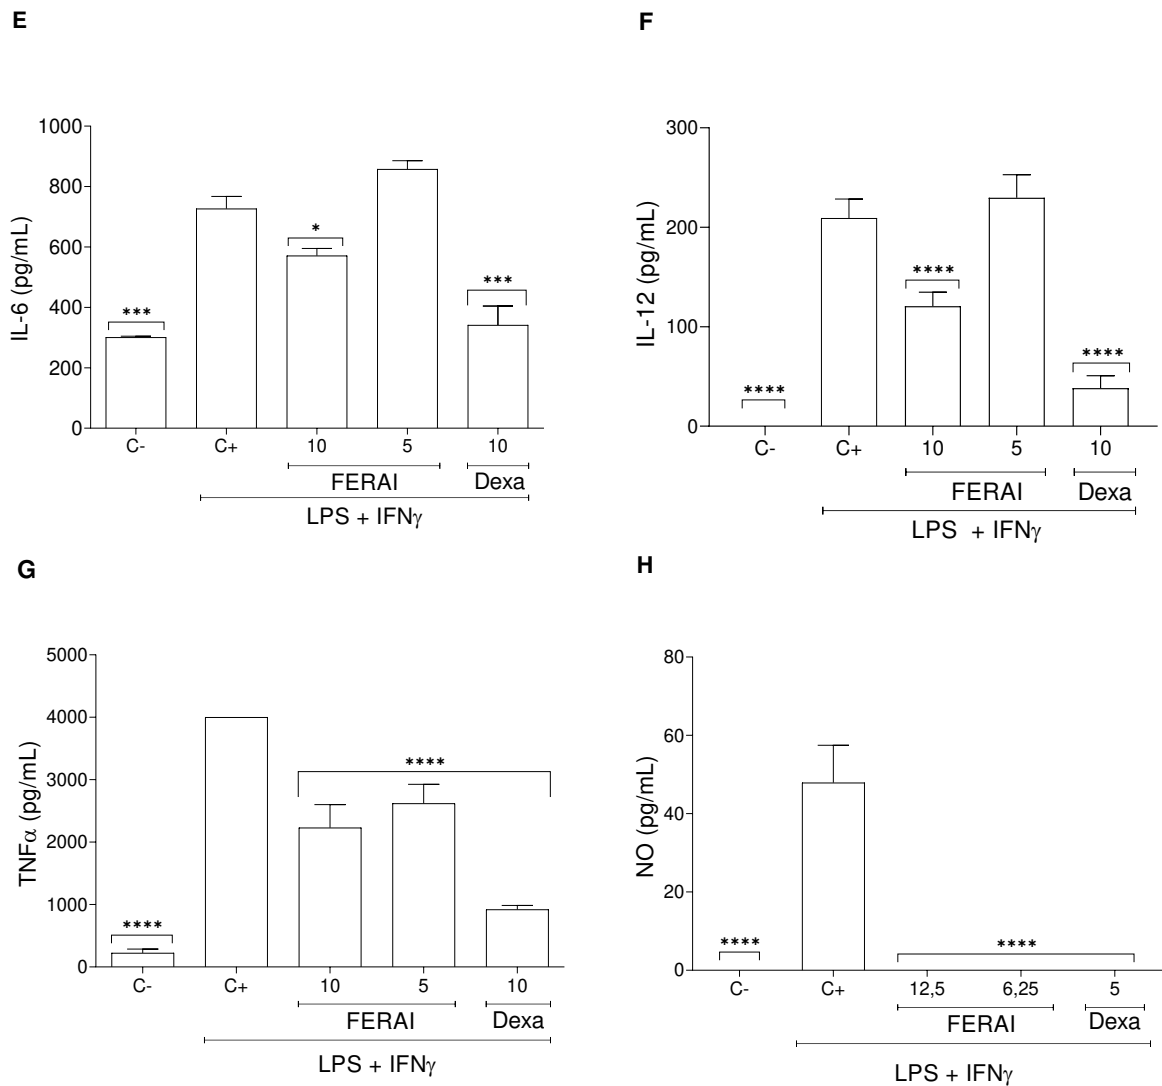 E
IL-6 (pg/mL)
1000
800
600
400
200
0
***
*
***
C- C+ 10 5 10
FERAI Dexa
LPS + IFNγ
F
IL-12 (pg/mL)
300
200
100
0
****
****
****
C- C+ 10 5 10
FERAI Dexa
LPS + IFNγ
G
TNFα (pg/mL)
5000
4000
3000
2000
1000
0
****
****
C- C+ 10 5 10
FERAI Dexa
LPS + IFNγ
H
NO (pg/mL)
80
60
40
20
0
****
****
C- C+ 12,5 6,25 5
FERAI Dexa
LPS + IFNγ